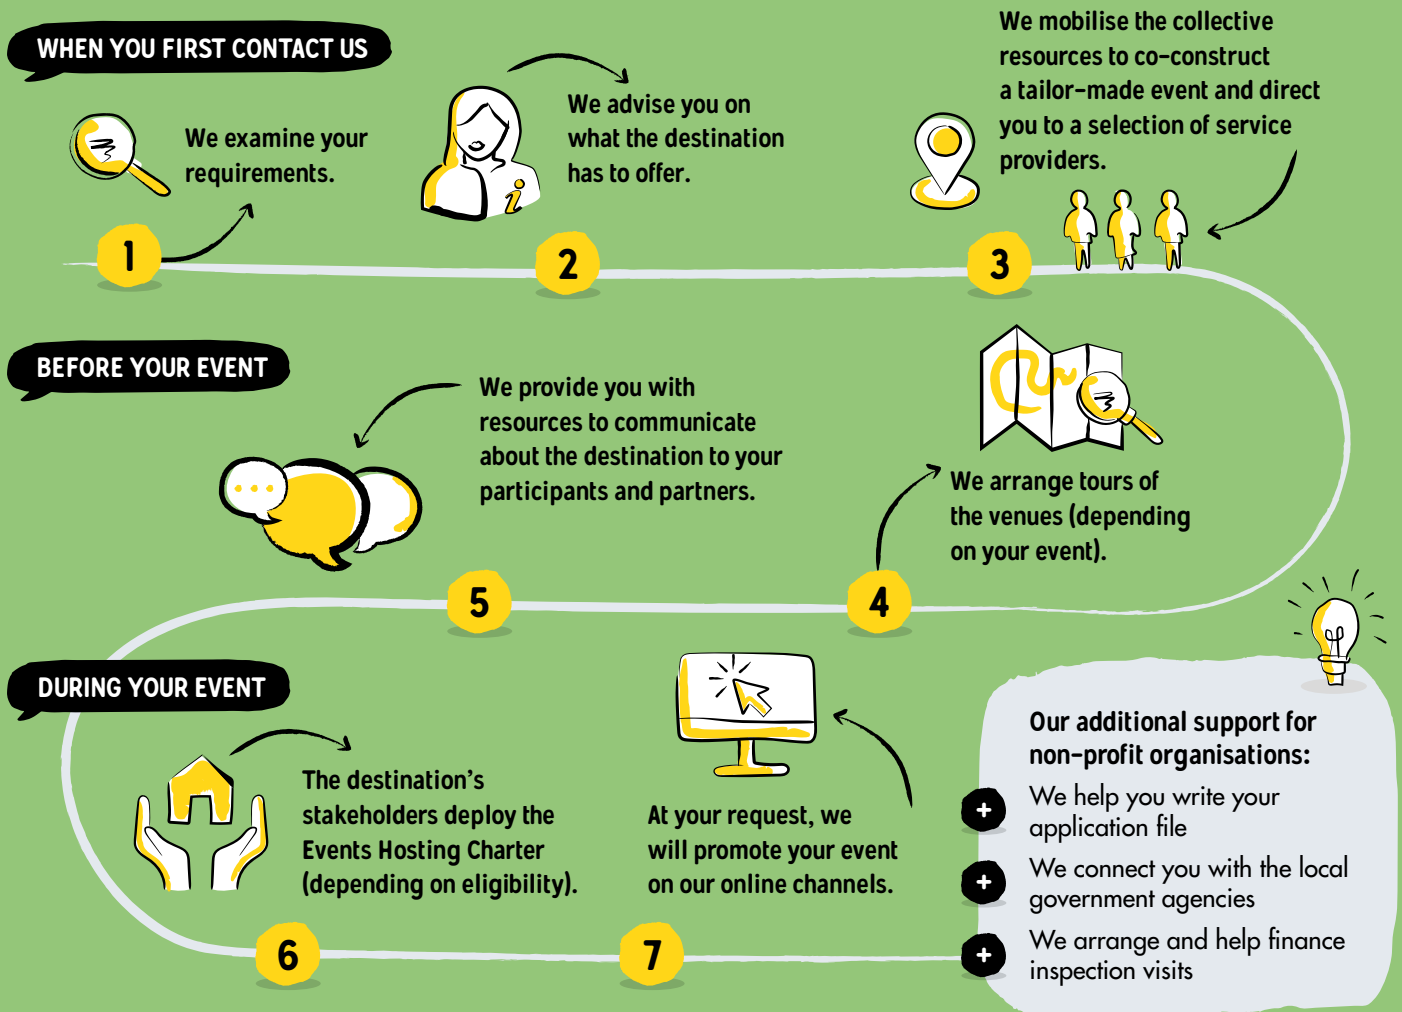 WHEN YOU FIRST CONTACT US
We examine your
requirements.
1
We advise you on
what the destination
has to offer.
2
We mobilise the collective
resources to co-construct
a tailor-made event and direct
you to a selection of service
providers.
3
BEFORE YOUR EVENT
We arrange tours of
the venues (depending
on your event).
4
We provide you with
resources to communicate
about the destination to your
participants and partners.
5
DURING YOUR EVENT
The destination's
stakeholders deploy the
Events Hosting Charter
(depending on eligibility).
6
At your request, we
will promote your event
on our online channels.
7
Our additional support for
non-profit organisations:
+ We help you write your
application file
+ We connect you with the local
government agencies
+ We arrange and help finance
inspection visits